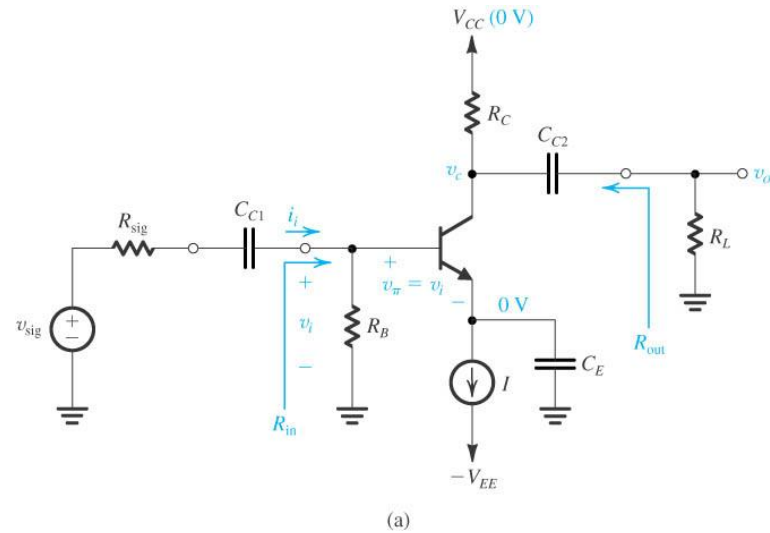 V_CC (0 V)
R_C
C_C2
v_c
v_o
R_sig
C_C1
i_i
R_L
+
v_π = v_i
−
+
v_i
−
R_B
0 V
v_sig
+
−
R_in
I
C_E
R_out
−V_EE
(a)